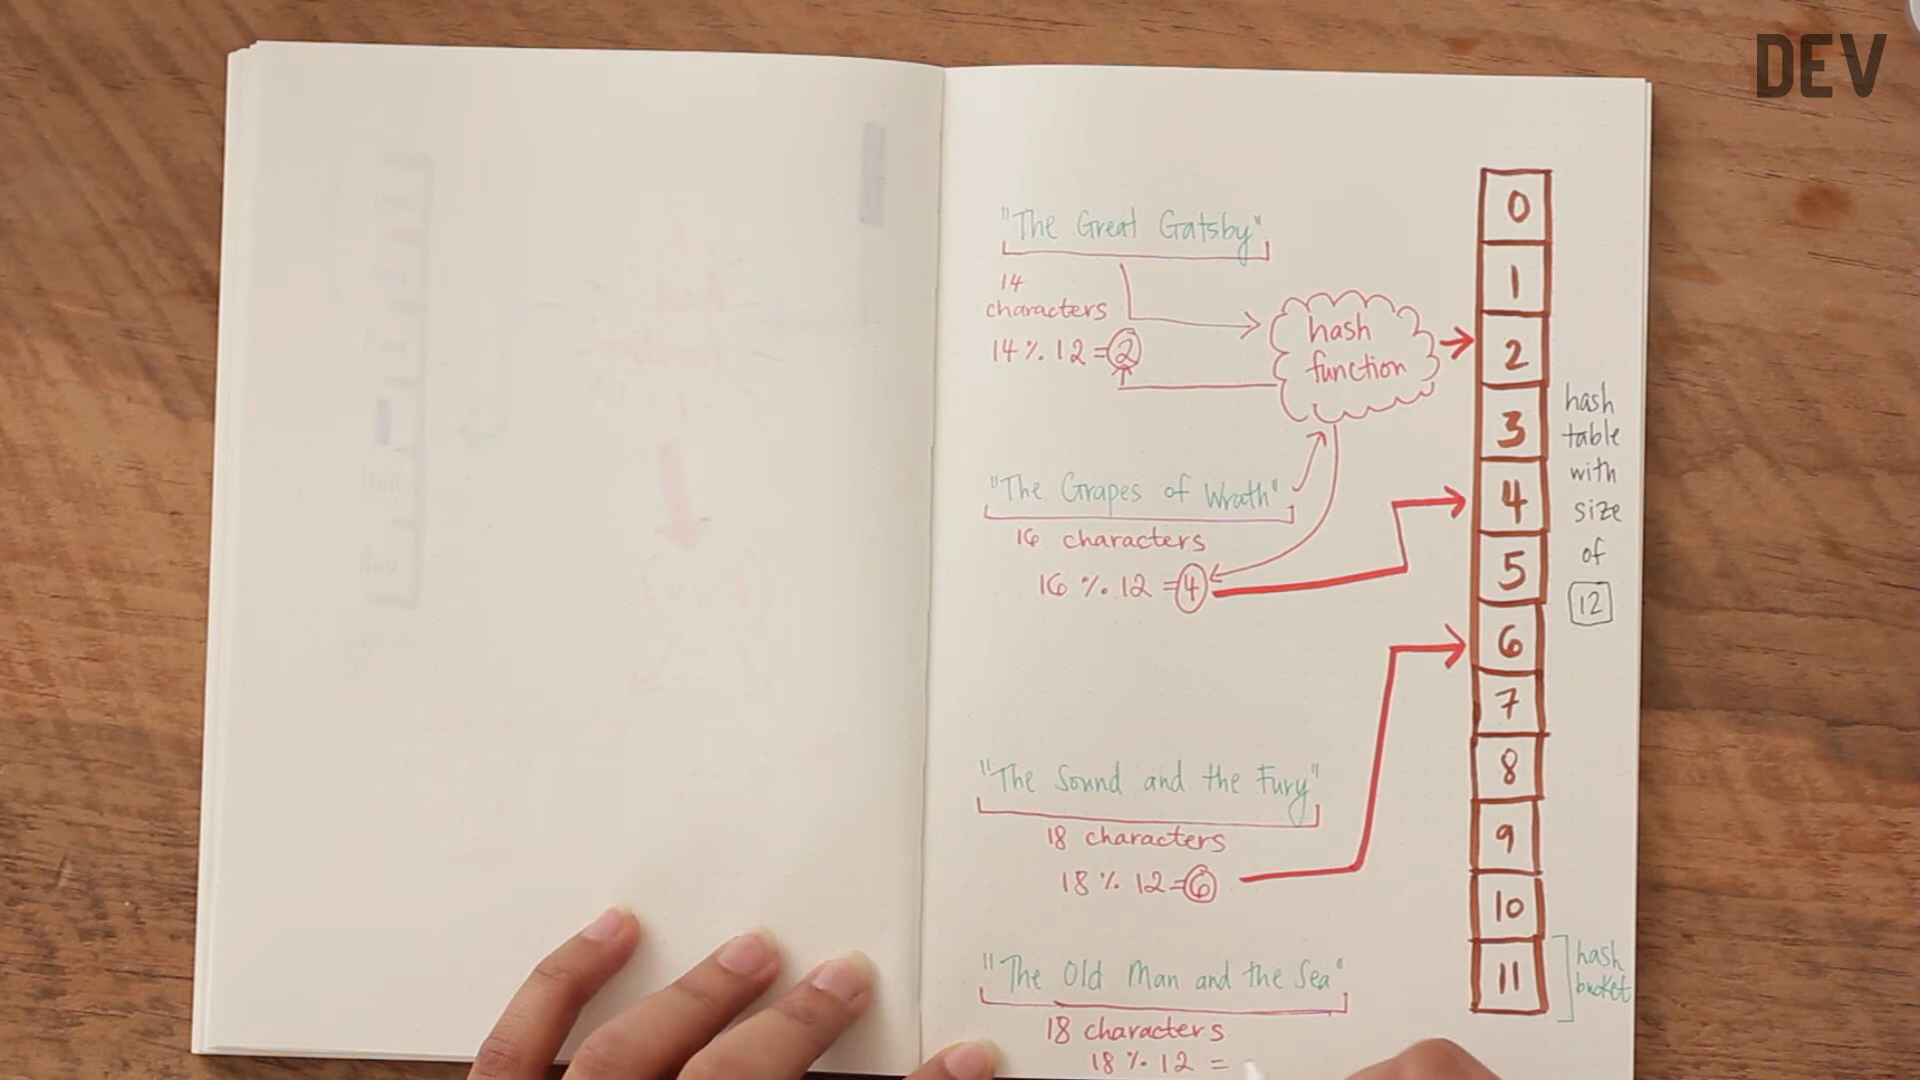 DEV
"The Great Gatsby"
14
characters
14 % 12 = 2
hash
function
"The Grapes of Wrath"
16 characters
16 % 12 = 4
"The Sound and the Fury"
18 characters
18 % 12 = 6
"The Old Man and the Sea"
18 characters
18 % 12 =
0
1
2
3
4
5
6
7
8
9
10
11
hash
table
with
size
of
12
hash
bucket